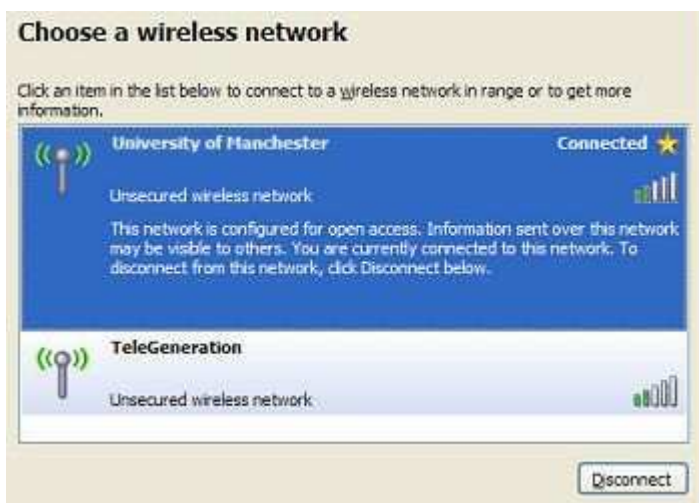 Choose a wireless network
Click an item in the list below to connect to a wireless network in range or to get more
information.
University of Manchester
Connected
Unsecured wireless network
This network is configured for open access. Information sent over this network
may be visible to others. You are currently connected to this network. To
disconnect from this network, click Disconnect below.
TeleGeneration
Unsecured wireless network
Disconnect